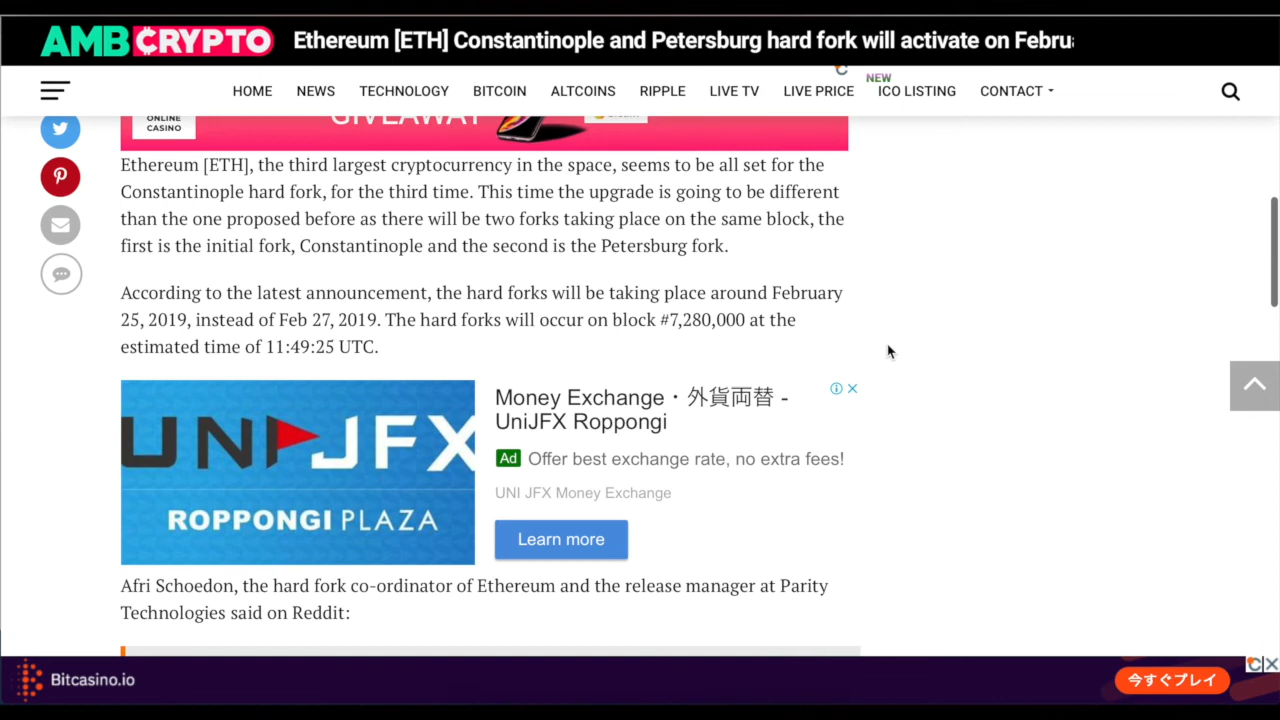 AMBCRYPTO
Ethereum [ETH] Constantinople and Petersburg hard fork will activate on Febru
HOME NEWS TECHNOLOGY BITCOIN ALTCOINS RIPPLE LIVE TV LIVE PRICE NEW ICO LISTING CONTACT
ONLINE
CASINO
GIVEAWAY
Ethereum [ETH], the third largest cryptocurrency in the space, seems to be all set for the
Constantinople hard fork, for the third time. This time the upgrade is going to be different
than the one proposed before as there will be two forks taking place on the same block, the
first is the initial fork, Constantinople and the second is the Petersburg fork.
According to the latest announcement, the hard forks will be taking place around February
25, 2019, instead of Feb 27, 2019. The hard forks will occur on block #7,280,000 at the
estimated time of 11:49:25 UTC.
UNI JFX
ROPPONGI PLAZA
Money Exchange・外貨両替 -
UniJFX Roppongi
Ad Offer best exchange rate, no extra fees!
UNI JFX Money Exchange
Learn more
Afri Schoedon, the hard fork co-ordinator of Ethereum and the release manager at Parity
Technologies said on Reddit:
Bitcasino.io
今すぐプレイ